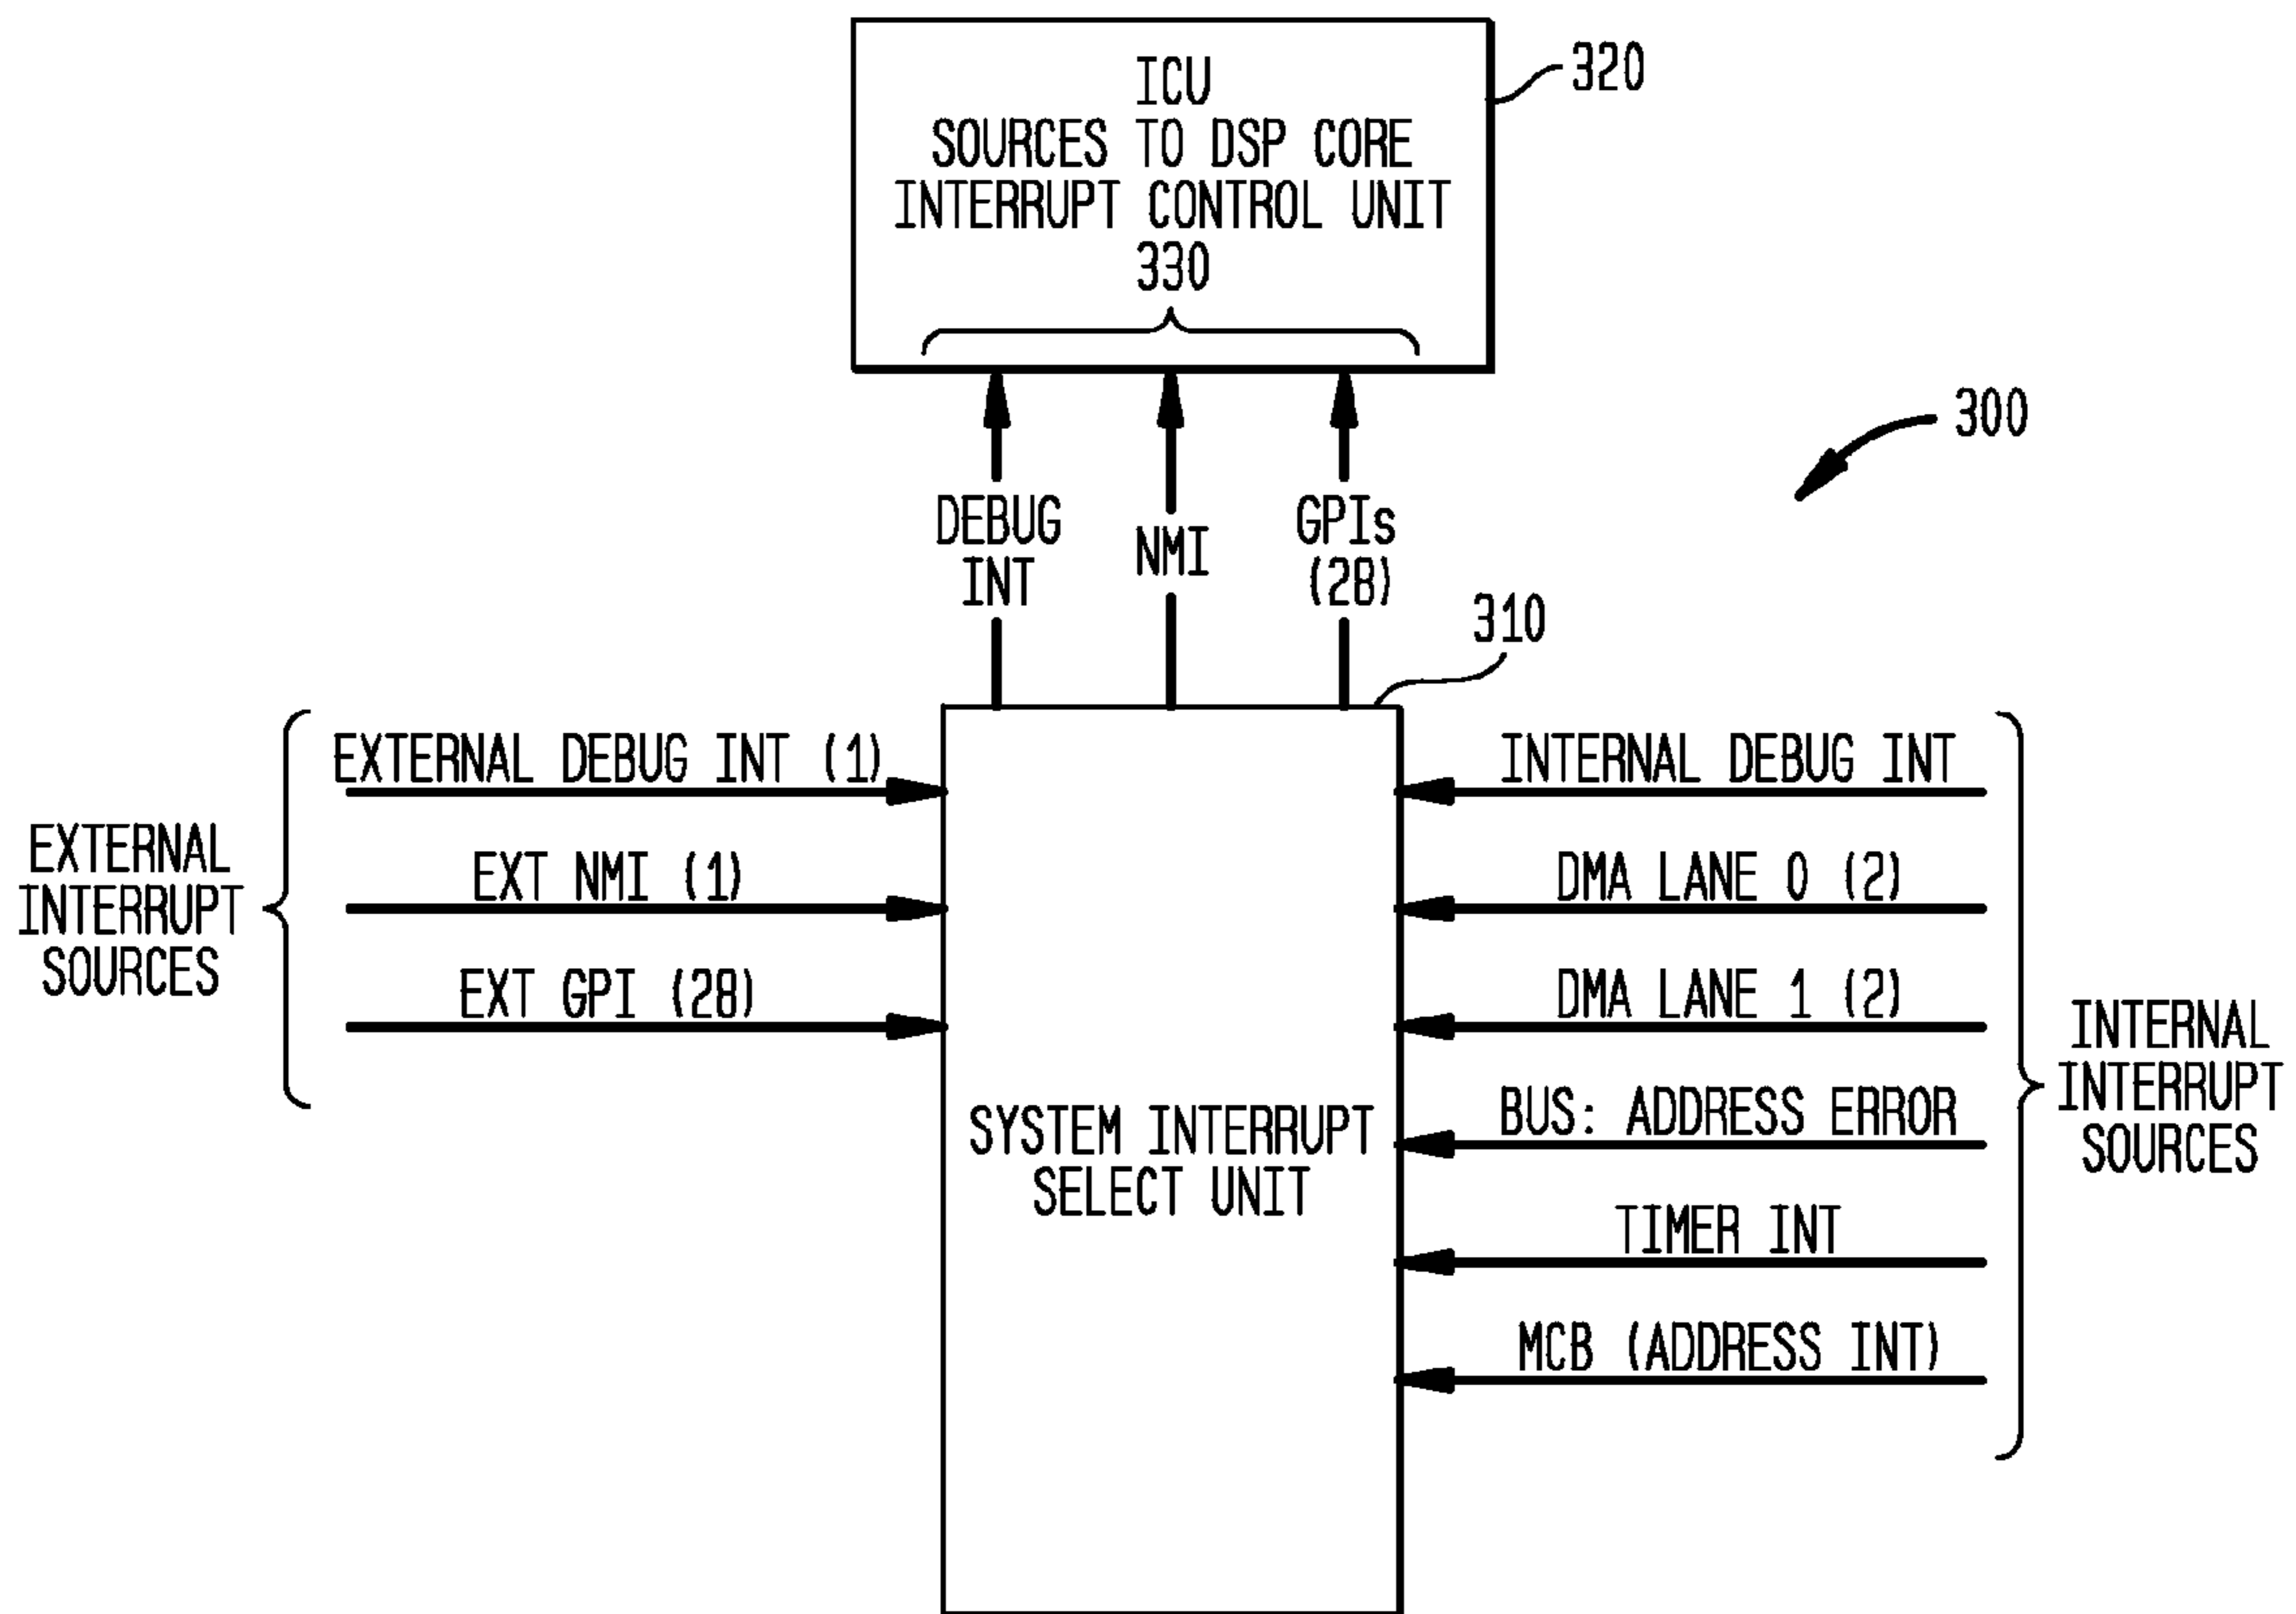 ICU
SOURCES TO DSP CORE
INTERRUPT CONTROL UNIT
330
320
300
DEBUG
INT
NMI
GPIs
(28)
310
EXTERNAL
INTERRUPT
SOURCES
EXTERNAL DEBUG INT (1)
EXT NMI (1)
EXT GPI (28)
SYSTEM INTERRUPT
SELECT UNIT
INTERNAL DEBUG INT
DMA LANE 0 (2)
DMA LANE 1 (2)
BUS: ADDRESS ERROR
TIMER INT
MCB (ADDRESS INT)
INTERNAL
INTERRUPT
SOURCES